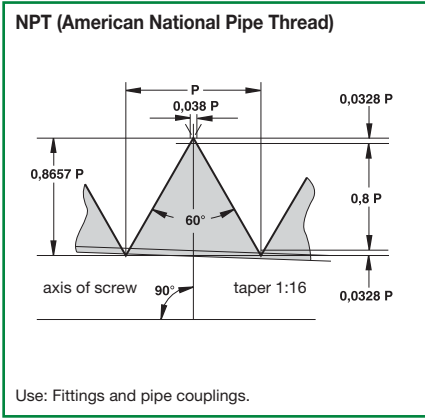 NPT (American National Pipe Thread)
P
0,038 P
0,0328 P
0,8657 P
0,8 P
60°
axis of screw
90°
taper 1:16
0,0328 P
Use: Fittings and pipe couplings.